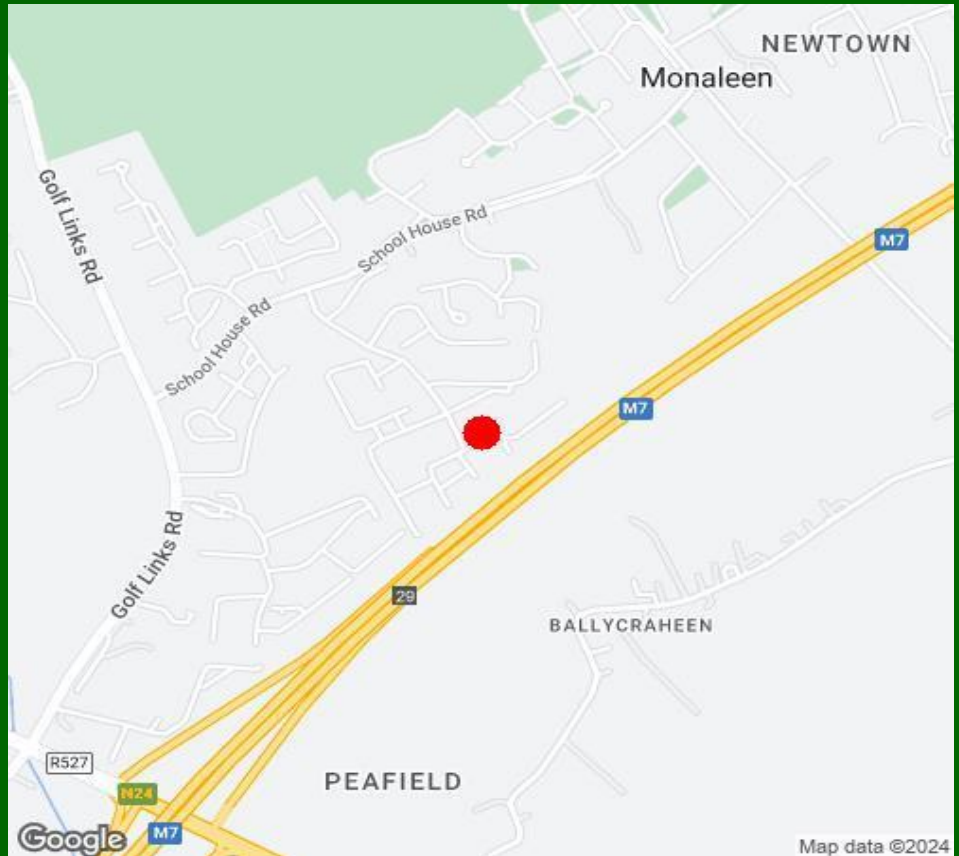 NEWTOWN
Monaleen
Golf Links Rd
School House Rd
M7
School House Rd
M7
Golf Links Rd
29
BALLYCRAHEEN
R527
PEAFIELD
N24
M7
Google
Map data ©2024